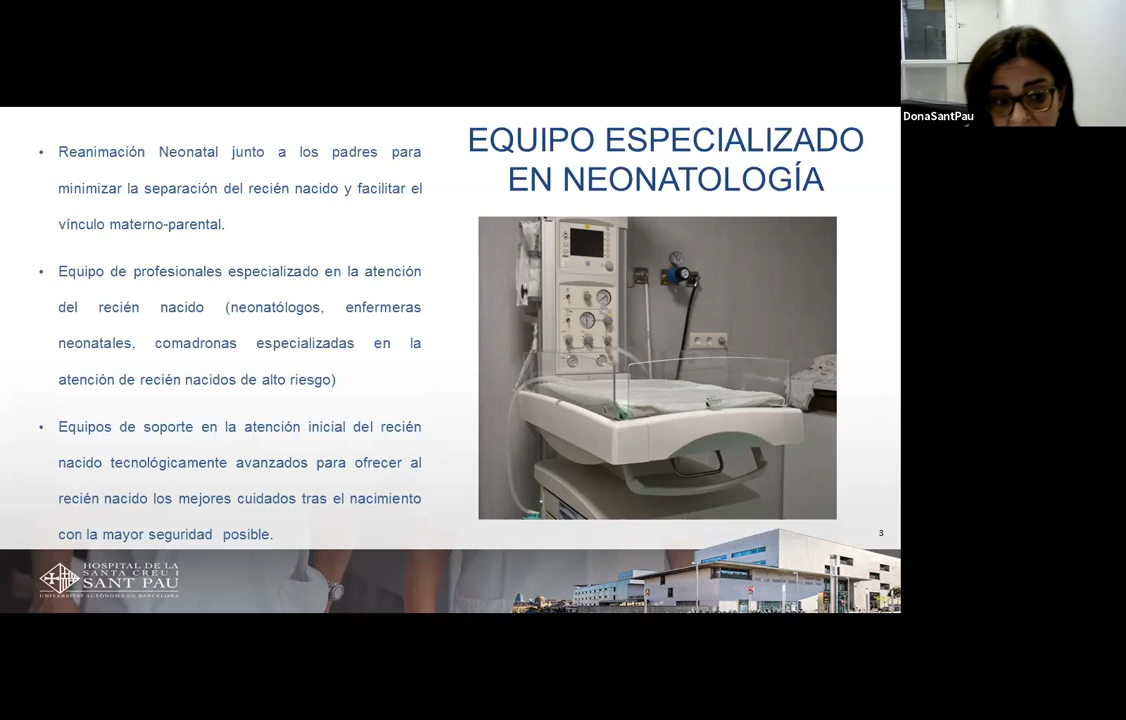 DonaSantPau
EQUIPO ESPECIALIZADO
EN NEONATOLOGÍA
• Reanimación Neonatal junto a los padres para
minimizar la separación del recién nacido y facilitar el
vínculo materno-parental.
• Equipo de profesionales especializado en la atención
del recién nacido (neonatólogos, enfermeras
neonatales, comadronas especializadas en la
atención de recién nacidos de alto riesgo)
• Equipos de soporte en la atención inicial del recién
nacido tecnológicamente avanzados para ofrecer al
recién nacido los mejores cuidados tras el nacimiento
con la mayor seguridad  posible.
3
HOSPITAL DE LA
SANTA CREU I
SANT PAU
UNIVERSITAT AUTÒNOMA DE BARCELONA